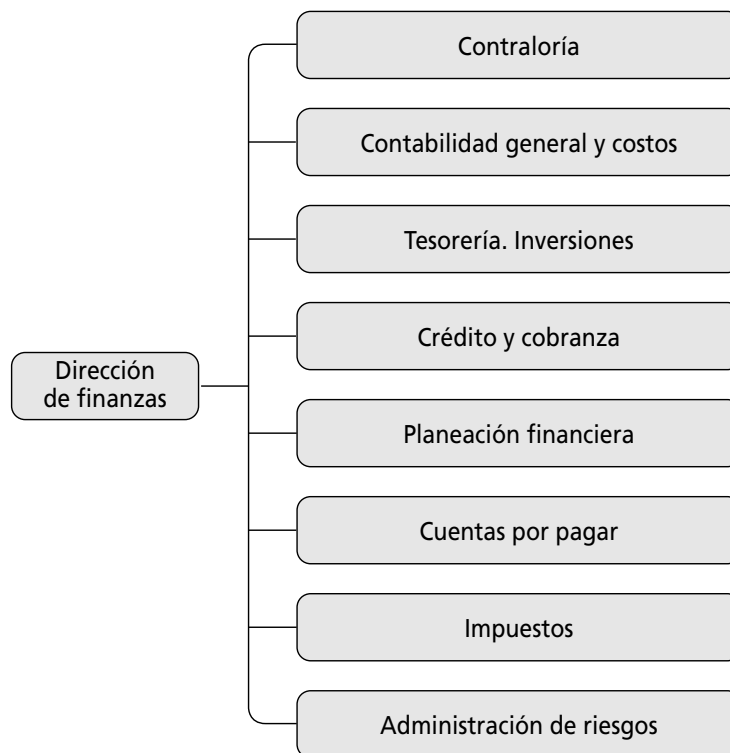 Contraloría
Contabilidad general y costos
Tesorería. Inversiones
Crédito y cobranza
Dirección
de finanzas
Planeación financiera
Cuentas por pagar
Impuestos
Administración de riesgos